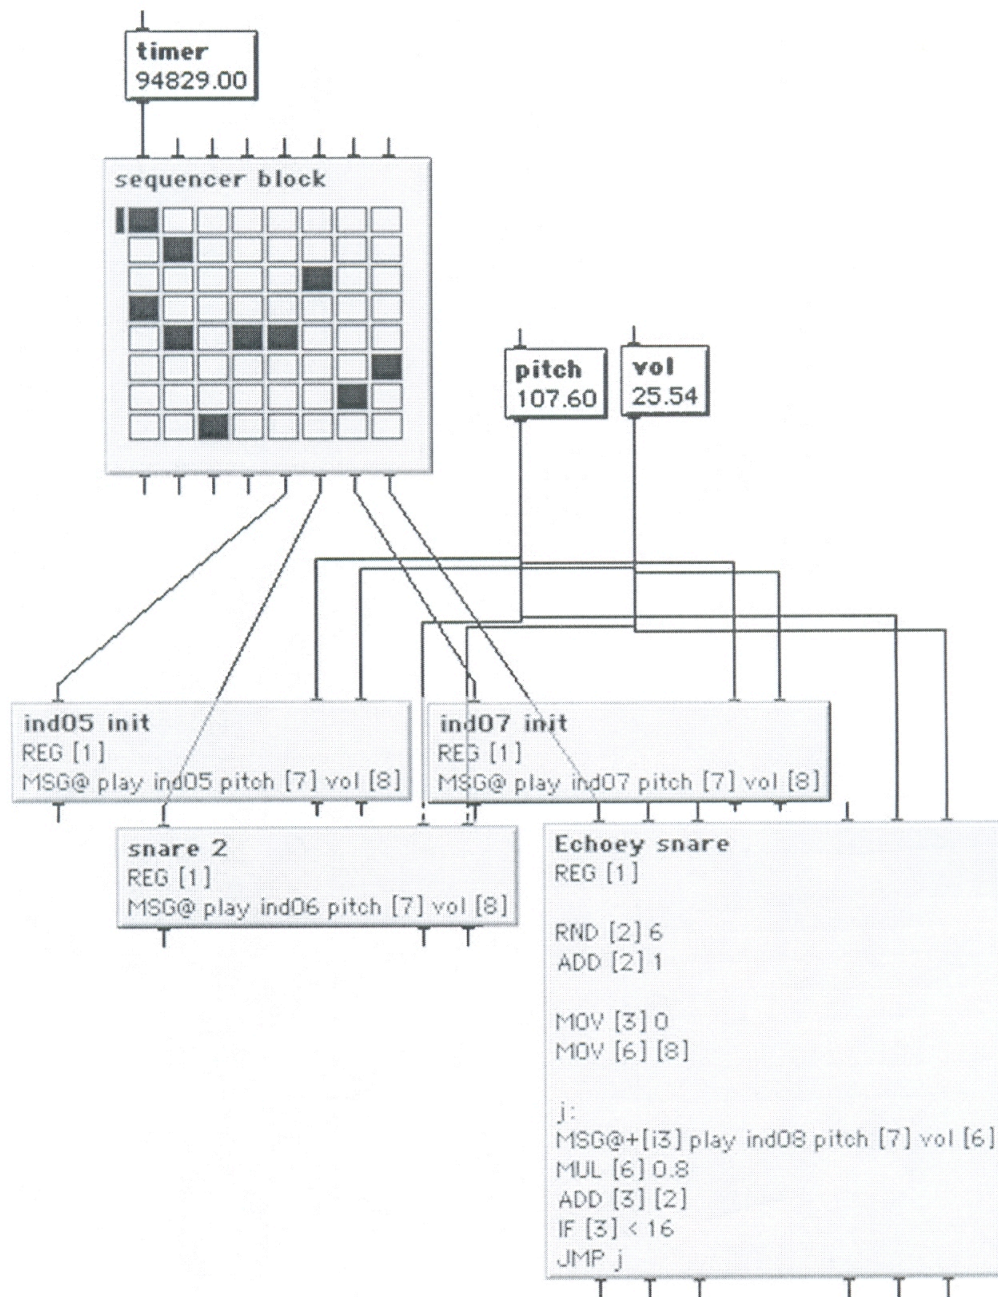 timer
94829.00
sequencer block
pitch
107.60
vol
25.54
ind05 init
REG [1]
MSG@ play ind05 pitch [7] vol [8]
ind07 init
REG [1]
MSG@ play ind07 pitch [7] vol [8]
snare 2
REG [1]
MSG@ play ind06 pitch [7] vol [8]
Echoey snare
REG [1]
RND [2] 6
ADD [2] 1
MOV [3] 0
MOV [6] [8]
j:
MSG@+[i3] play ind08 pitch [7] vol [6]
MUL [6] 0.8
ADD [3] [2]
IF [3] < 16
JMP j